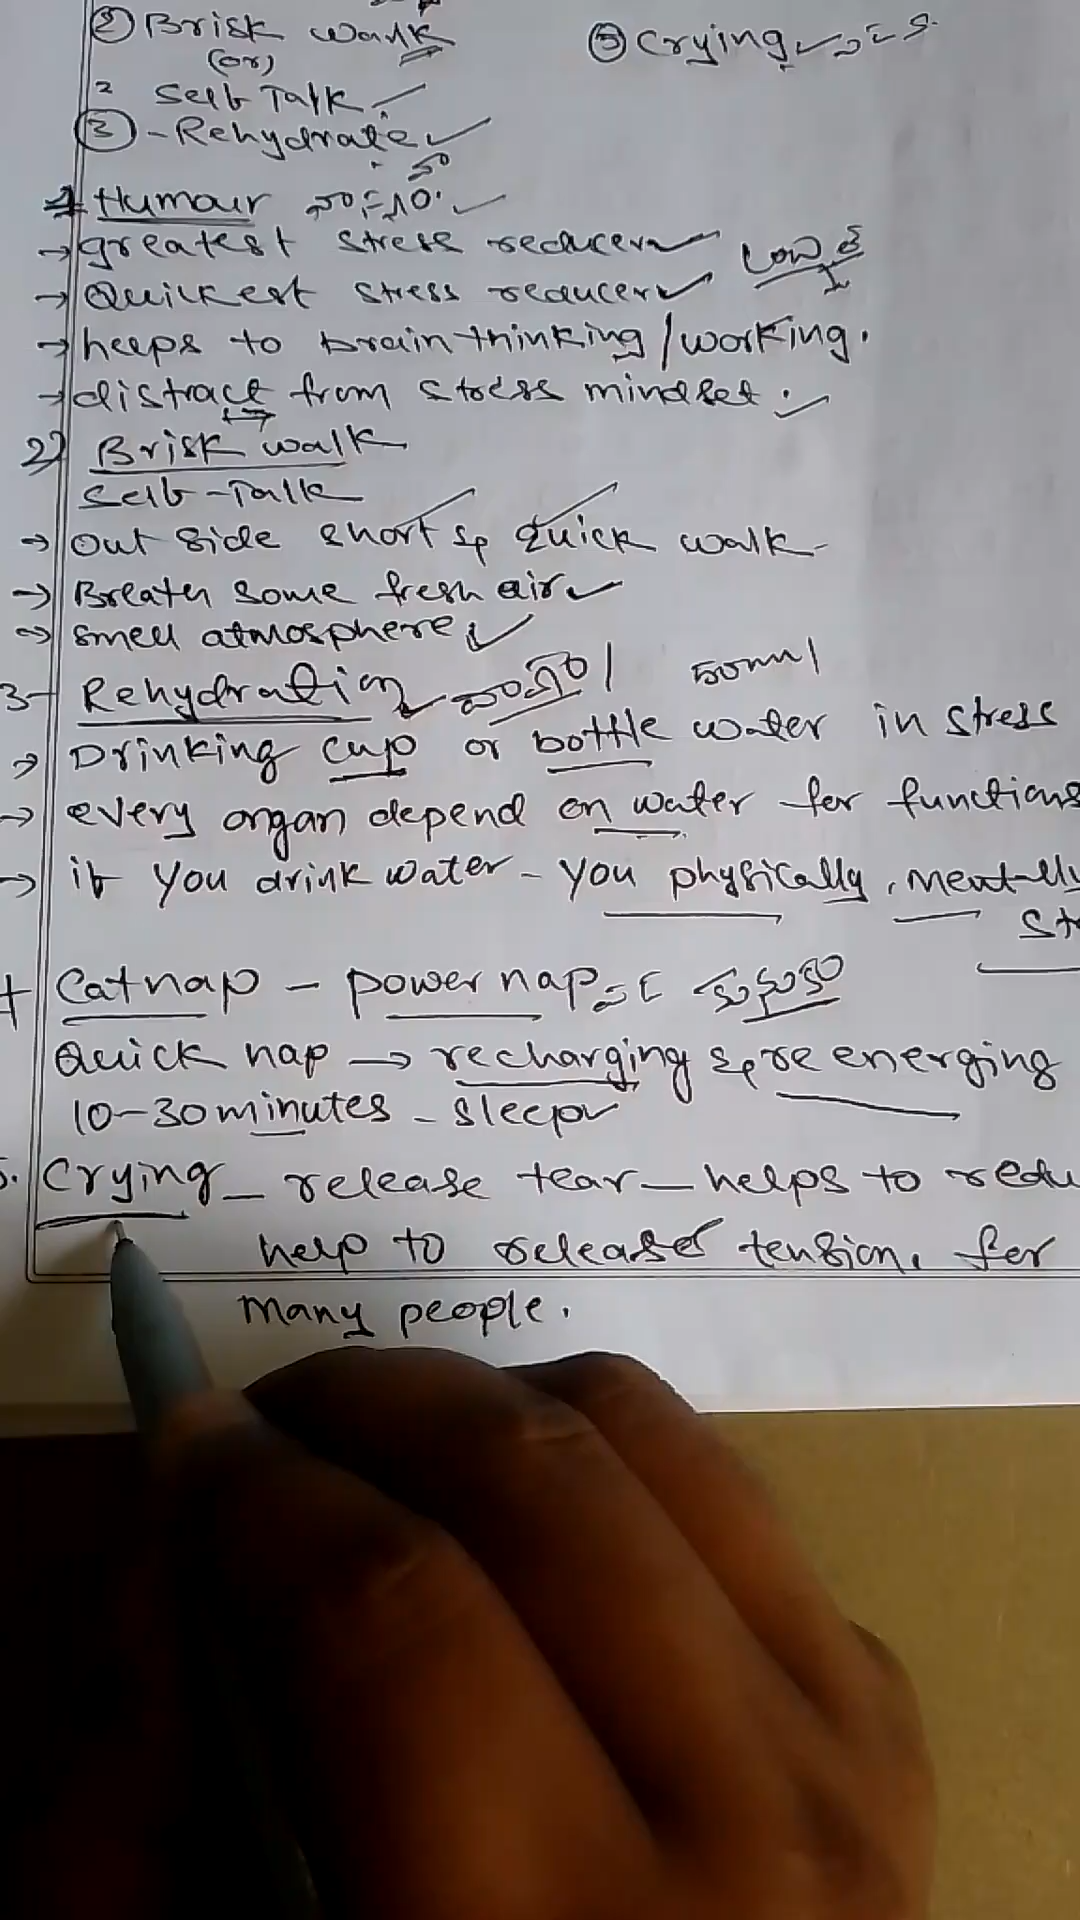 ② Brisk walk
⑤ Crying
(or)
2 Self Talk
③ - Rehydrate
Humour
→ greatest stress reducer
Low
→ Quickest stress reducer
→ heeps to brain thinking / working.
→ distract from stress mindset.
2) Brisk walk
Self-Talk
→ out side short & quick walk
→ Breath some fresh air
→ smell atmosphere
3- Rehydration 50ml
→ Drinking cup or bottle water in stress
→ every organ depend on water for functions
→ if you drink water - you physically, mentally
Catnap - power nap
Quick nap → recharging & re energing
10-30 minutes - sleep
5. Crying - release tear - helps to redu
help to release tension, for
many people.